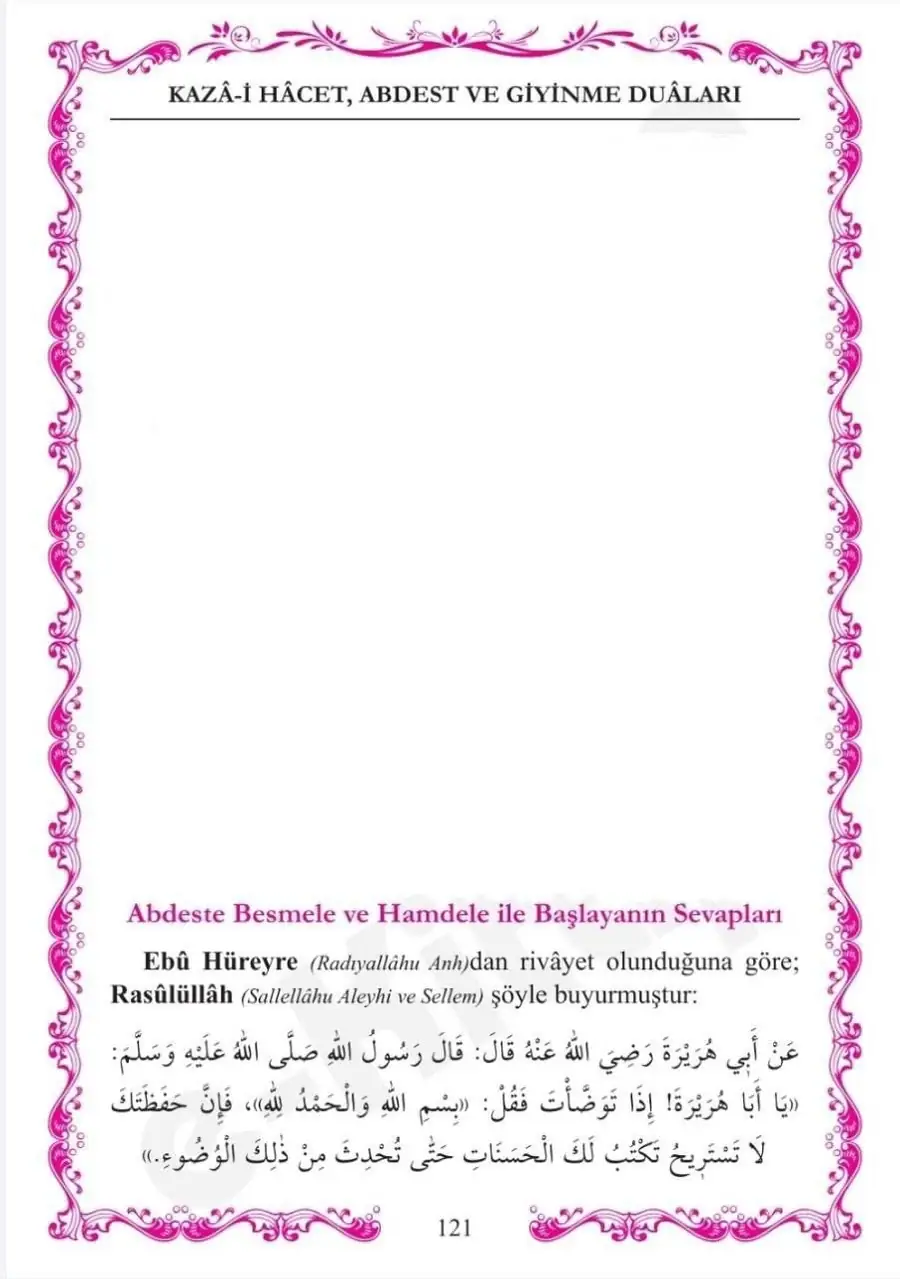 KAZÂ-İ HÂCET, ABDEST VE GİYİNME DUÂLARI
Abdeste Besmele ve Hamdele ile Başlayanın Sevapları
Ebû Hüreyre (Radıyallâhu Anh)dan rivâyet olunduğuna göre;
Rasûlüllâh (Sallellâhu Aleyhi ve Sellem) şöyle buyurmuştur:
عَنْ أَبِي هُرَيْرَةَ رَضِيَ اللهُ عَنْهُ قَالَ: قَالَ رَسُولُ اللهِ صَلَّى اللهُ عَلَيْهِ وَسَلَّمَ:
«يَا أَبَا هُرَيْرَةَ! إِذَا تَوَضَّأْتَ فَقُلْ: «بِسْمِ اللهِ وَالْحَمْدُ لِلهِ»، فَإِنَّ حَفَظَتَكَ
لَا تَسْتَرِيحُ تَكْتُبُ لَكَ الْحَسَنَاتِ حَتَّى تُحْدِثَ مِنْ ذٰلِكَ الْوُضُوءِ.»
121